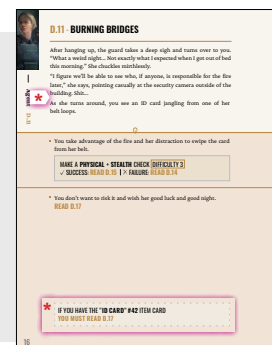 D.11 - BURNING BRIDGES
After hanging up, the guard takes a deep sigh and turns over to you.
"What a weird night... Not exactly what I expected when I got out of bed
this morning." She chuckles mirthlessly.
"I figure we'll be able to see who, if anyone, is responsible for the fire
later," she says, pointing casually at the security camera outside of the
building. Shit...
As she turns around, you see an ID card jangling from one of her
belt loops.
Agent
D.11
• You take advantage of the fire and her distraction to swipe the card
from her belt.
MAKE A PHYSICAL + STEALTH CHECK DIFFICULTY 3
✓ SUCCESS: READ D.15 | × FAILURE: READ D.14
• You don't want to risk it and wish her good luck and good night.
READ D.17
* IF YOU HAVE THE "ID CARD" #42 ITEM CARD
YOU MUST READ D.17
16